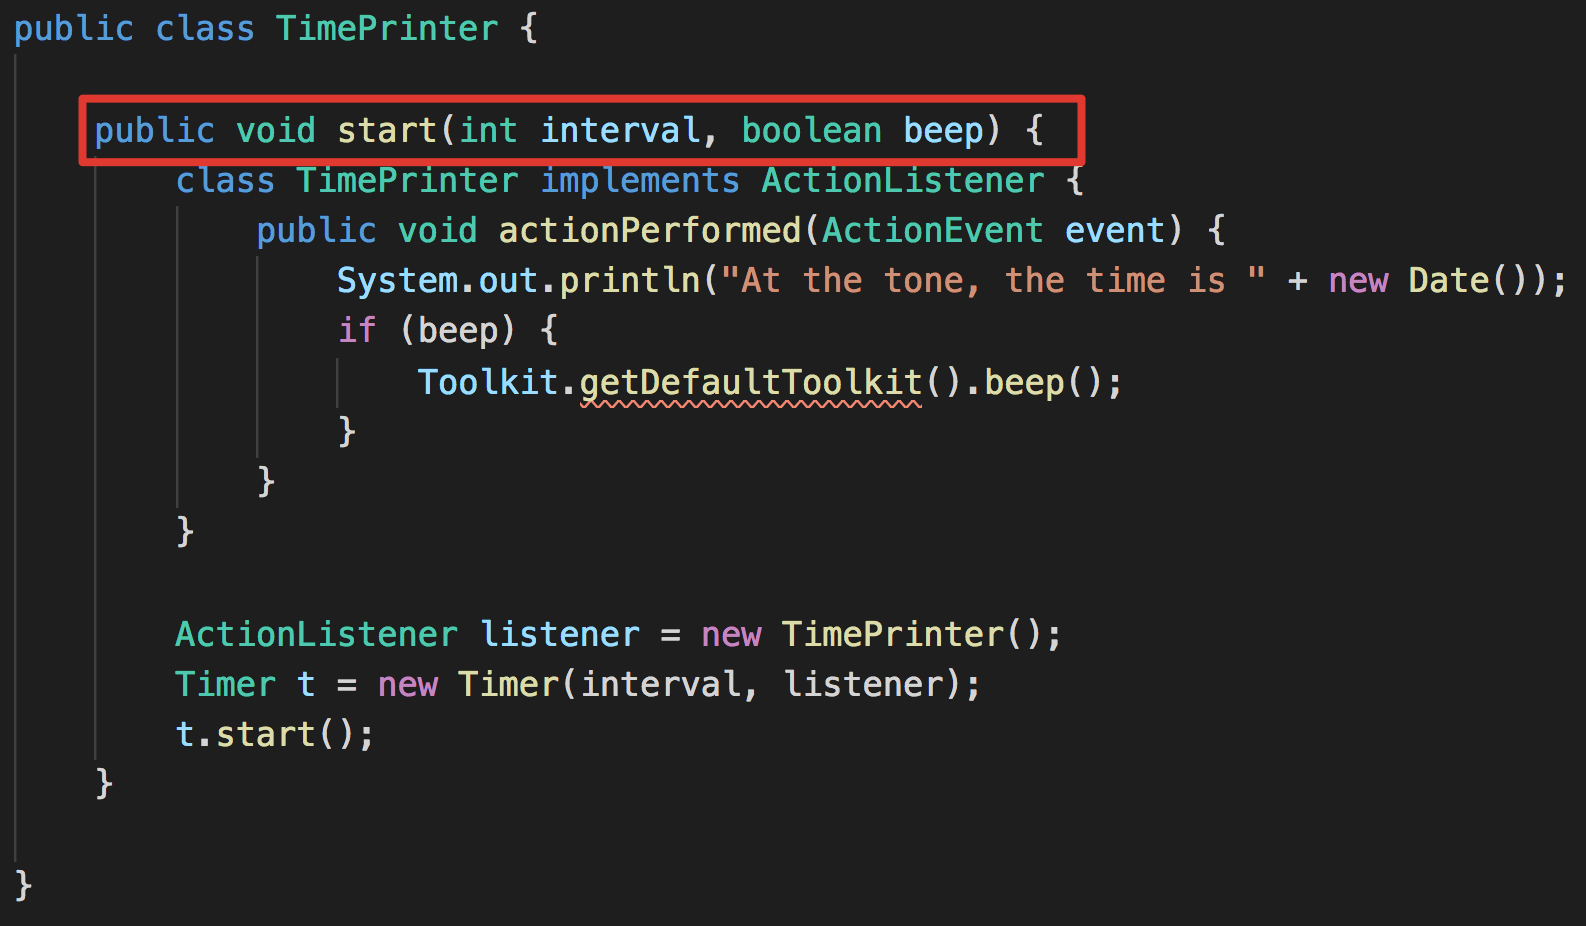 public class TimePrinter {
public void start(int interval, boolean beep) {
class TimePrinter implements ActionListener {
public void actionPerformed(ActionEvent event) {
System.out.println("At the tone, the time is " + new Date());
if (beep) {
Toolkit.getDefaultToolkit().beep();
}
}
}
ActionListener listener = new TimePrinter();
Timer t = new Timer(interval, listener);
t.start();
}
}